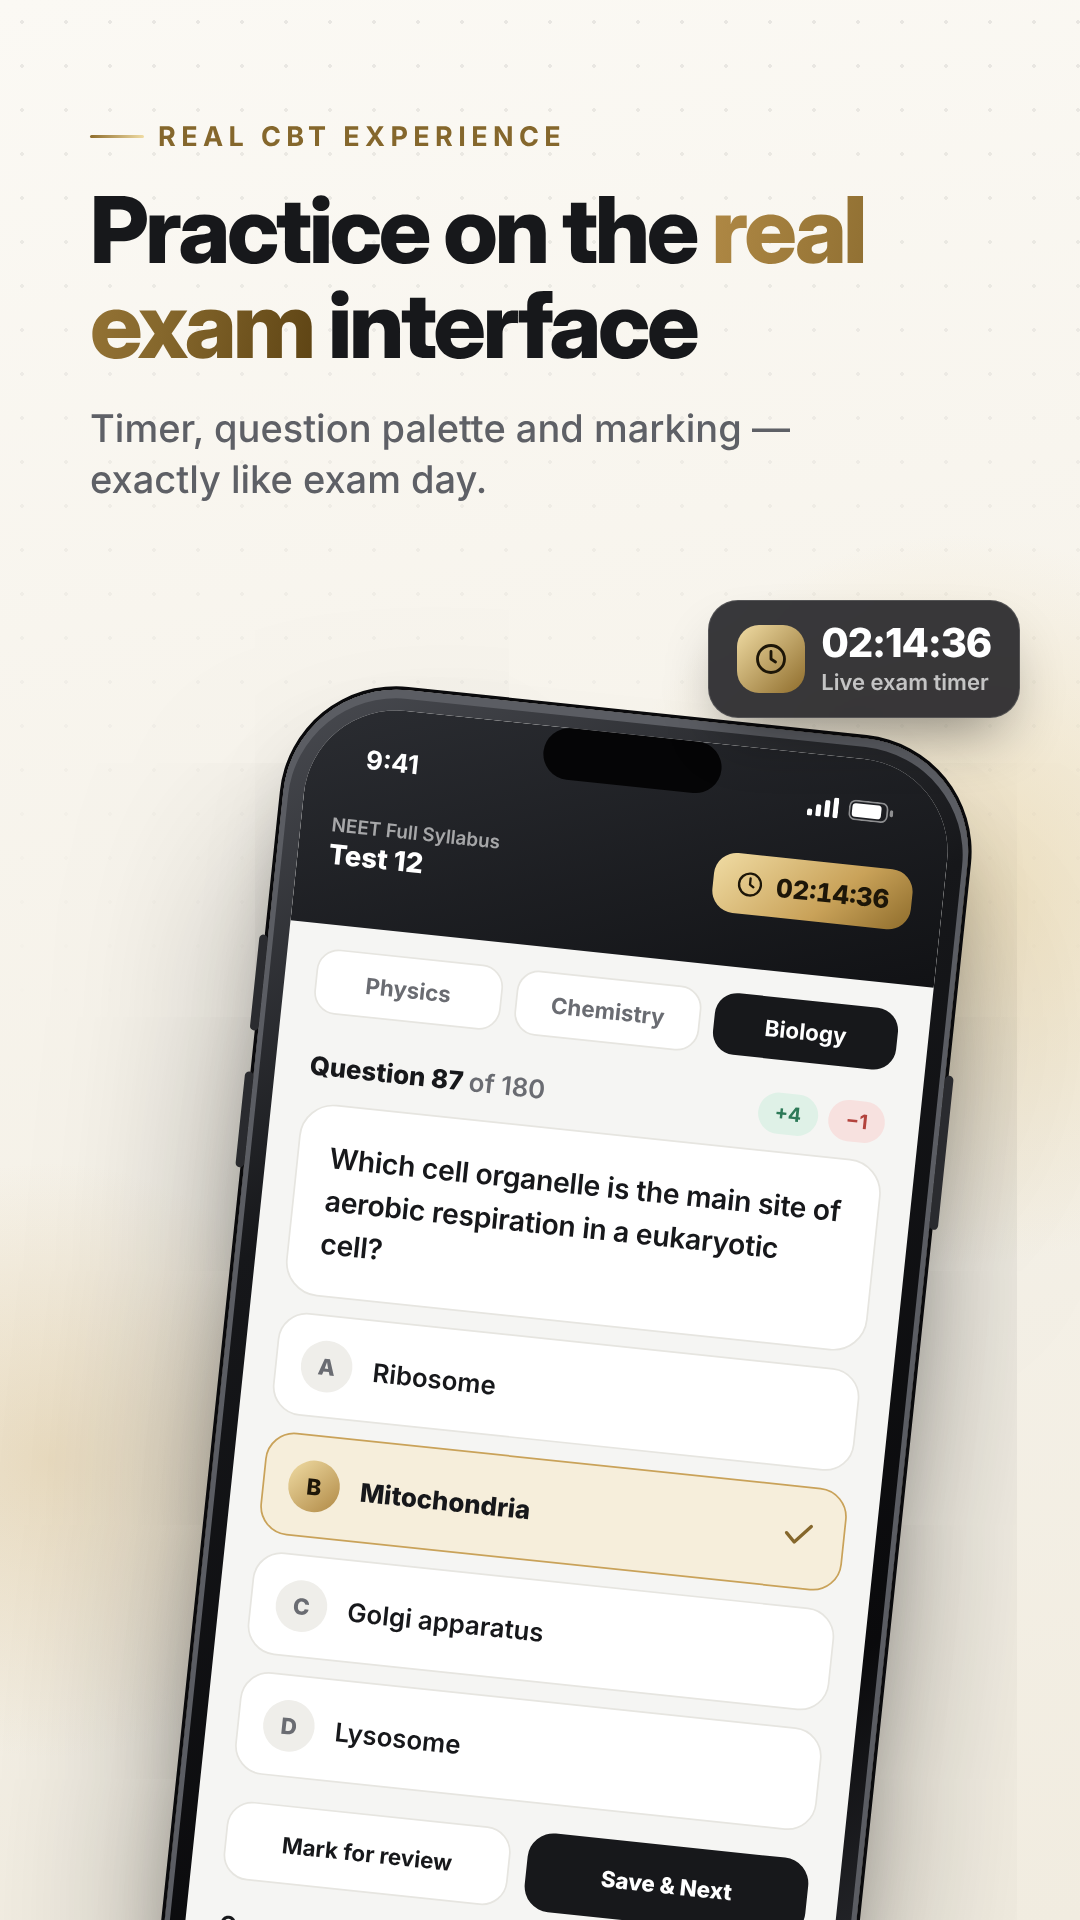 REAL CBT EXPERIENCE
Practice on the real
exam interface
Timer, question palette and marking —
exactly like exam day.
02:14:36
Live exam timer
9:41
NEET Full Syllabus
Test 12
02:14:36
Physics
Chemistry
Biology
Question 87 of 180
+4
−1
Which cell organelle is the main site of
aerobic respiration in a eukaryotic
cell?
A
Ribosome
B
Mitochondria
C
Golgi apparatus
D
Lysosome
Mark for review
Save & Next